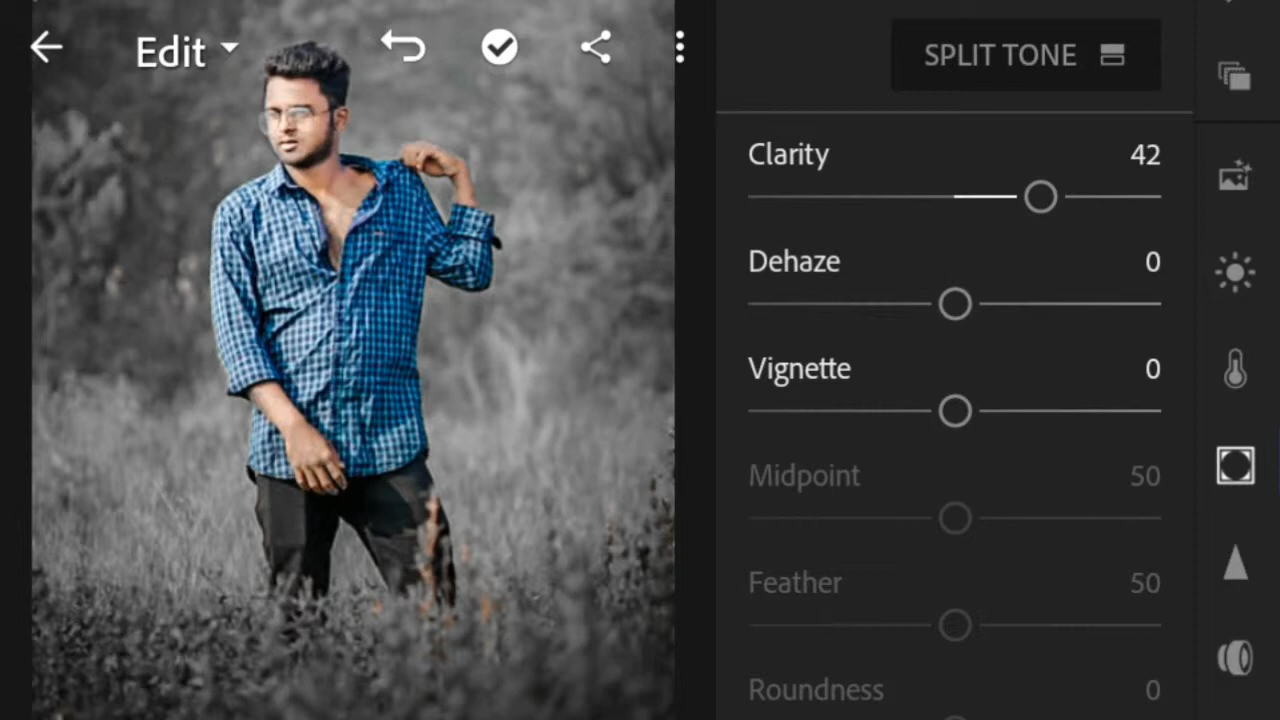 Edit
SPLIT TONE
Clarity 42
Dehaze 0
Vignette 0
Midpoint 50
Feather 50
Roundness 0